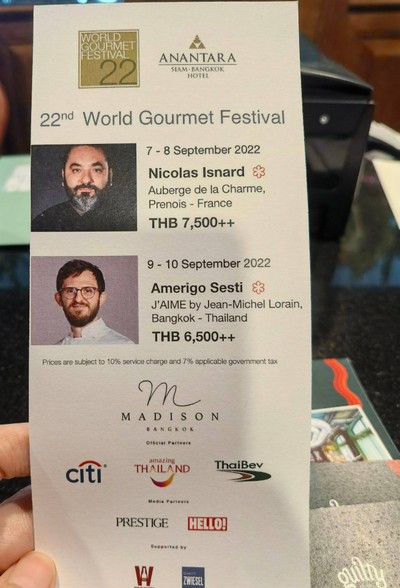 WORLD
GOURMET
FESTIVAL
22
ANANTARA
SIAM · BANGKOK
HOTEL
22nd World Gourmet Festival
7 - 8 September 2022
Nicolas Isnard
Auberge de la Charme,
Prenois - France
THB 7,500++
9 - 10 September 2022
Amerigo Sesti
J'AIME by Jean-Michel Lorain,
Bangkok - Thailand
THB 6,500++
Prices are subject to 10% service charge and 7% applicable government tax
m
MADISON
BANGKOK
Official Partners
citi
amazing
THAILAND
ThaiBev
Media Partners
PRESTIGE
HELLO!
Supported by
ZWIESEL
guilty